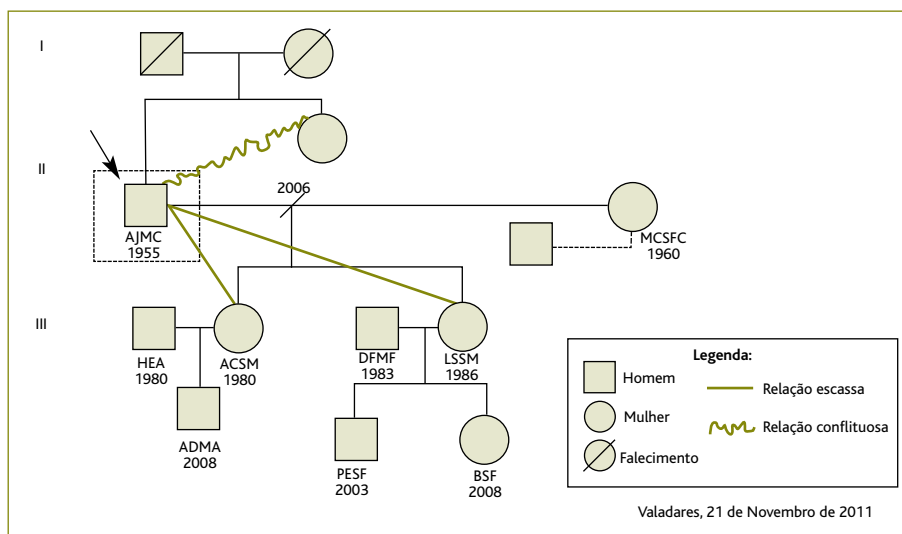 I
II
2006
AJMC
1955
MCSFC
1960
III
HEA
1980
ACSM
1980
DFMF
1983
LSSM
1986
ADMA
2008
PESF
2003
BSF
2008
Legenda:
Homem
Relação escassa
Mulher
Relação conflituosa
Falecimento
Valadares, 21 de Novembro de 2011